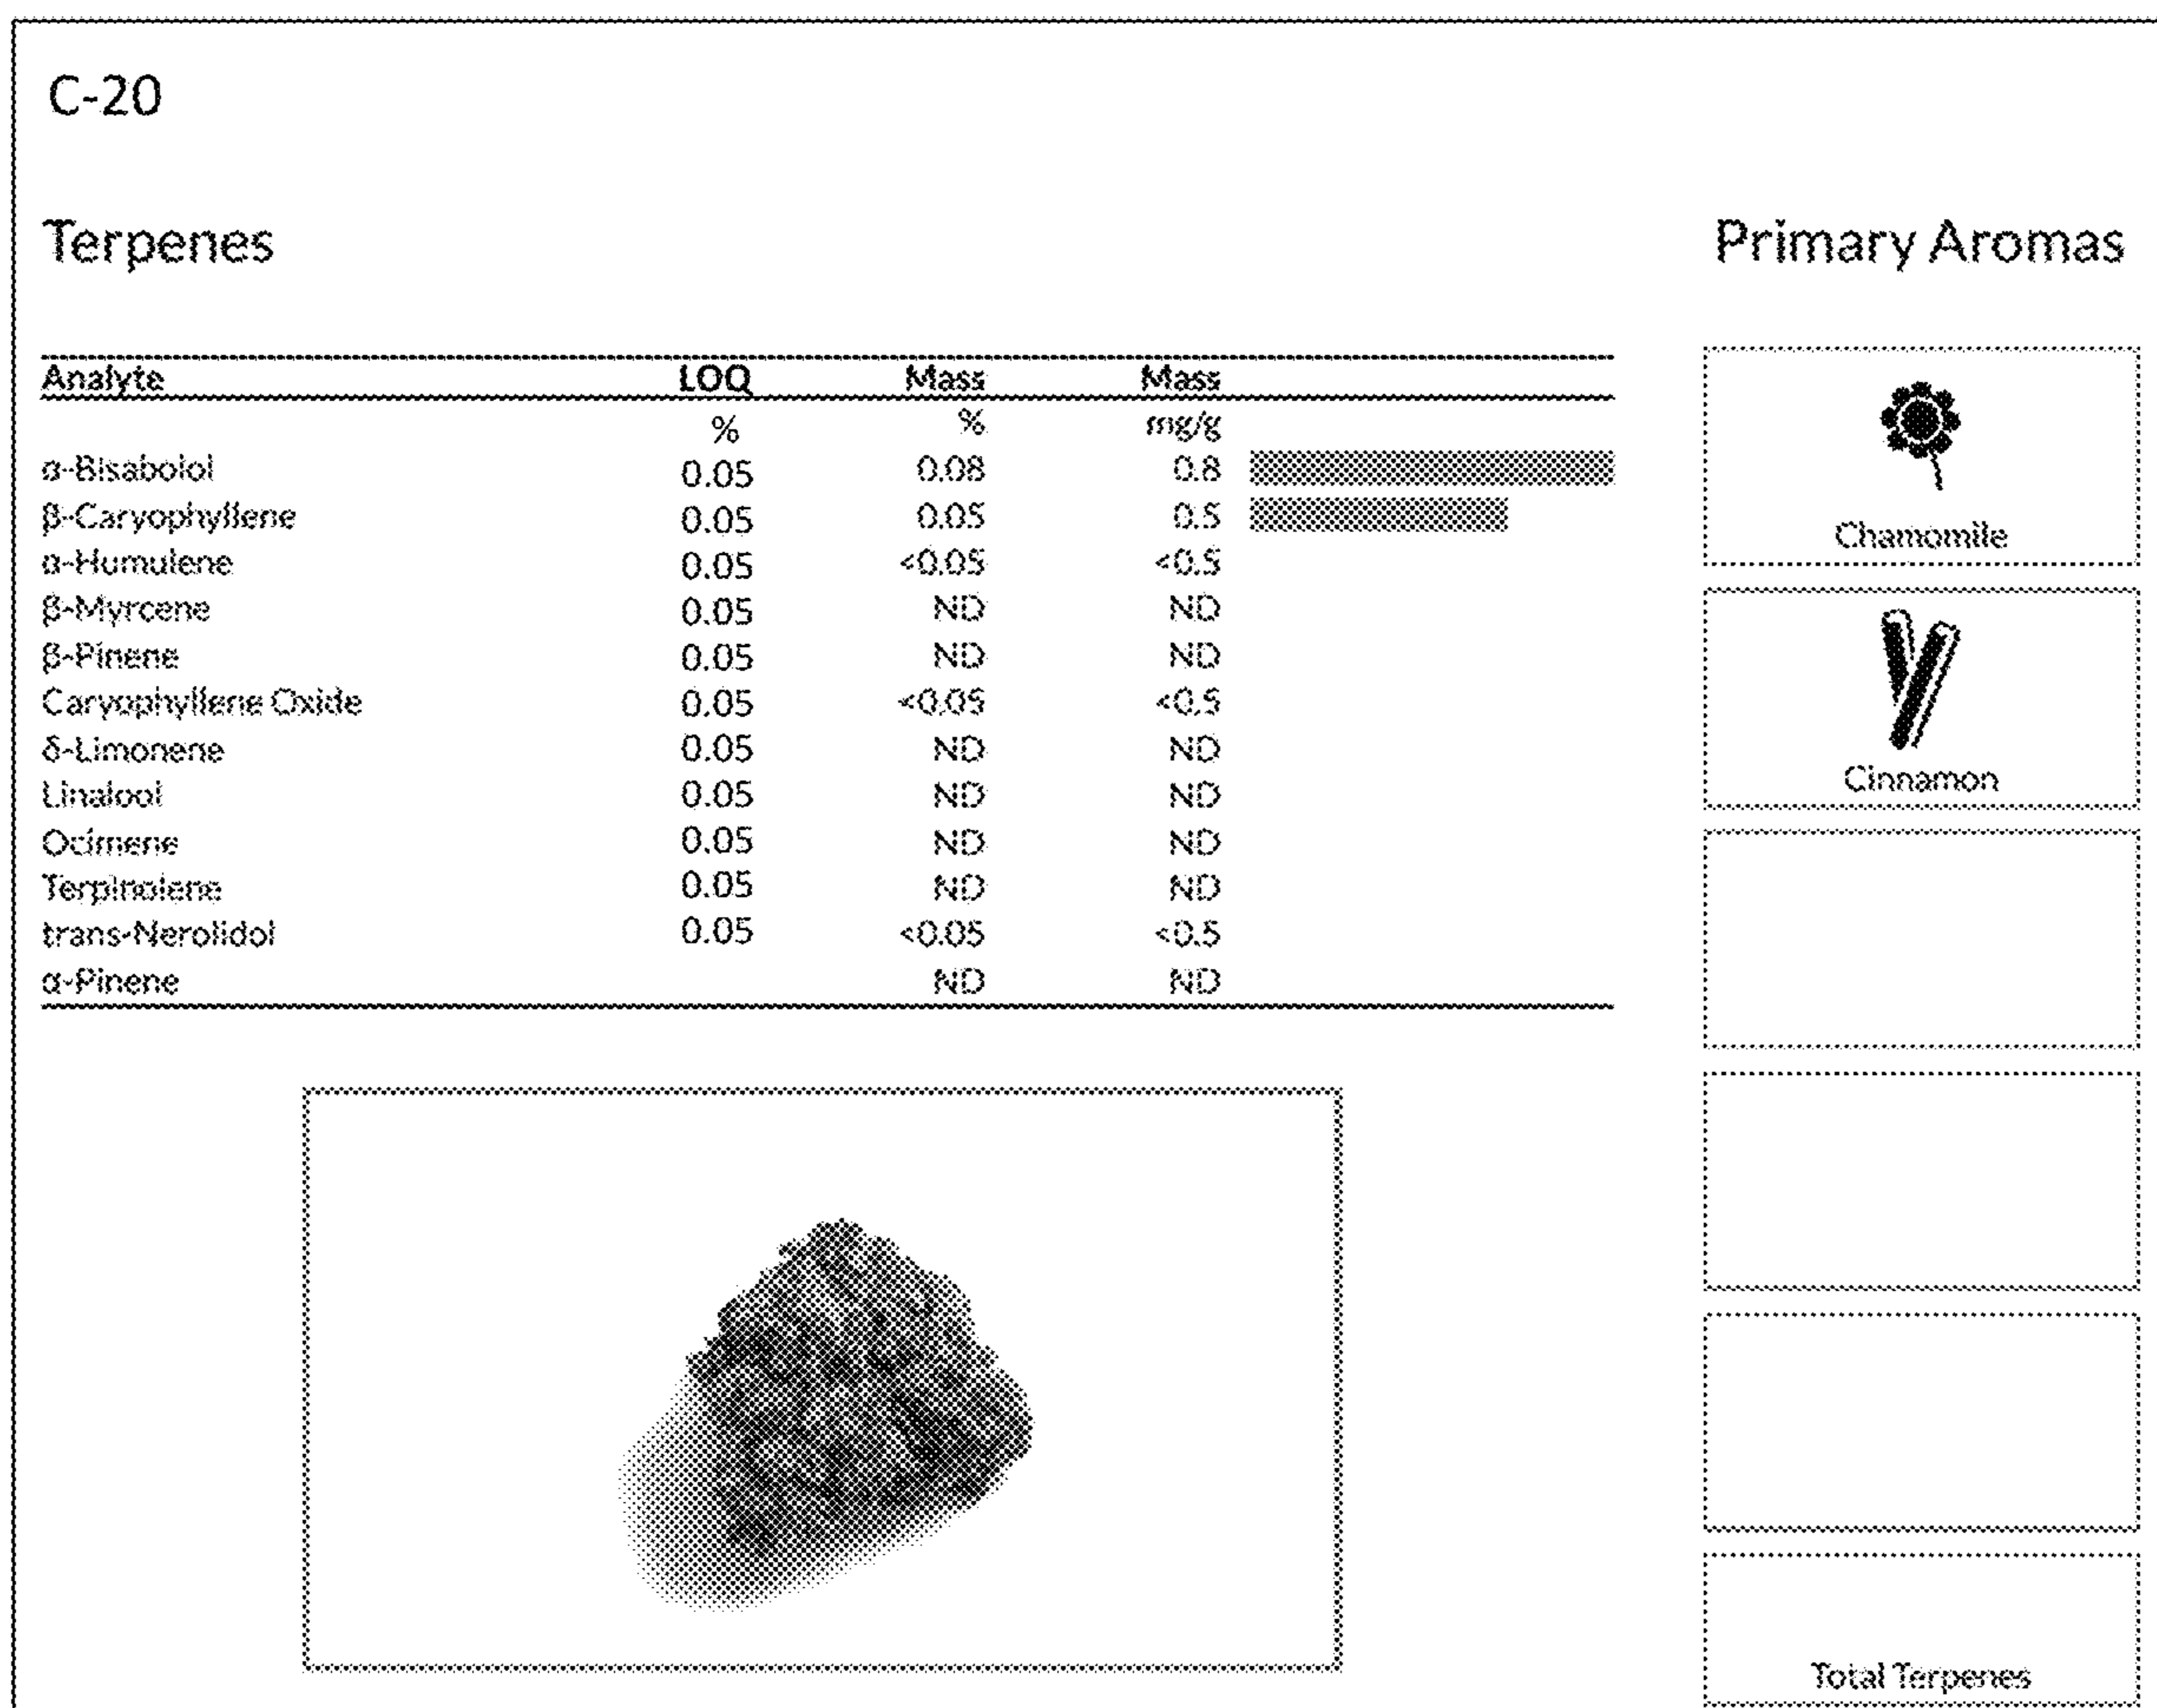 C-20
Terpenes
Primary Aromas
Analyte LOQ Mass Mass
% % mg/g
α-Bisabolol 0.05 0.08 0.8
β-Caryophyllene 0.05 0.05 0.5
α-Humulene 0.05 <0.05 <0.5
β-Myrcene 0.05 ND ND
β-Pinene 0.05 ND ND
Caryophyllene Oxide 0.05 <0.05 <0.5
δ-Limonene 0.05 ND ND
Linalool 0.05 ND ND
Ocimene 0.05 ND ND
Terpinolene 0.05 ND ND
trans-Nerolidol 0.05 <0.05 <0.5
α-Pinene ND ND
Chamomile
Cinnamon
Total Terpenes